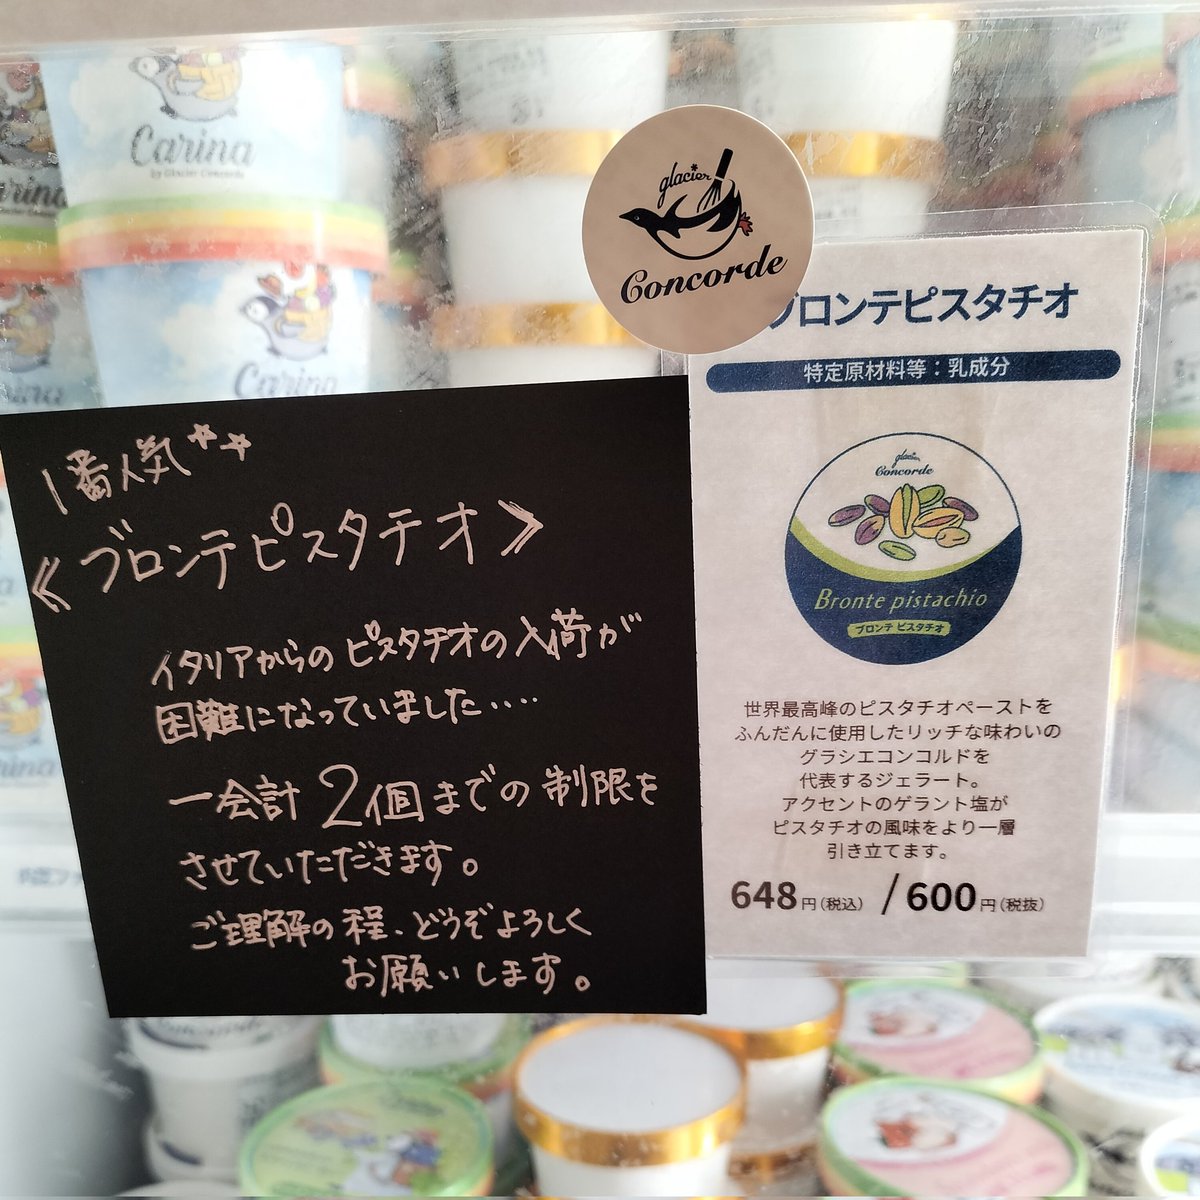 Carina
by Glacier Concorde
Carina
glacier
Concorde
ブロンテピスタチオ
特定原材料等：乳成分
glacier
Concorde
Bronte pistachio
ブロンテ ピスタチオ
世界最高峰のピスタチオペーストを
ふんだんに使用したリッチな味わいの
グラシエコンコルドを
代表するジェラート。
アクセントのゲラント塩が
ピスタチオの風味をより一層
引き立てます。
648円(税込) / 600円(税抜)
1番人気
《ブロンテピスタチオ》
イタリアからのピスタチオの入荷が
困難になっていました‥‥
一会計 2個までの制限を
させていただきます。
ご理解の程、どうぞよろしく
お願いします。
Concorde